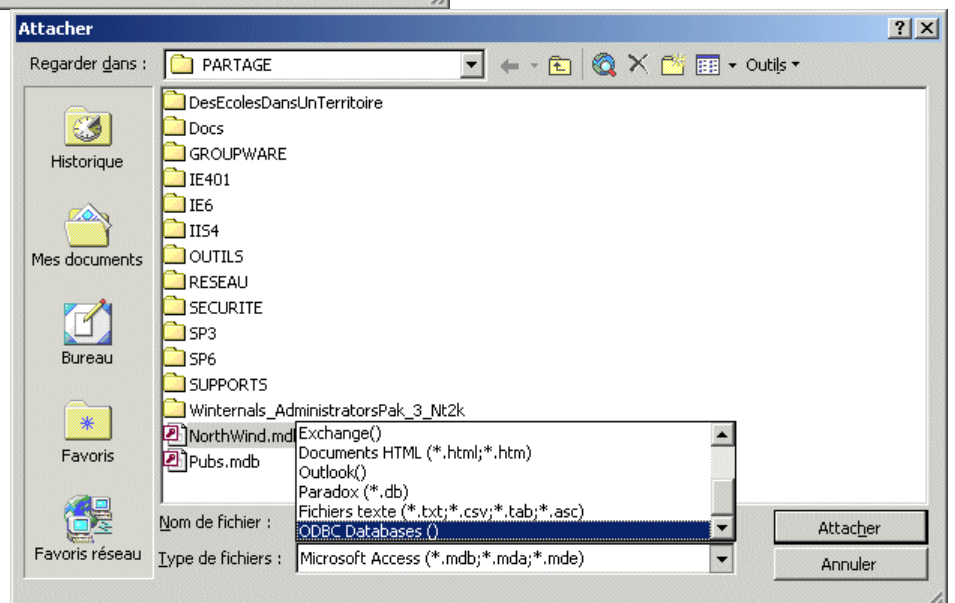 Attacher
Regarder dans :
PARTAGE
Outils
Historique
Mes documents
Bureau
Favoris
Favoris réseau
DesEcolesDansUnTerritoire
Docs
GROUPWARE
IE401
IE6
IIS4
OUTILS
RESEAU
SECURITE
SP3
SP6
SUPPORTS
Winternals_AdministratorsPak_3_Nt2k
NorthWind.md
Pubs.mdb
Exchange()
Documents HTML (*.html;*.htm)
Outlook()
Paradox (*.db)
Fichiers texte (*.txt;*.csv;*.tab;*.asc)
ODBC Databases ()
Nom de fichier :
Attacher
Type de fichiers :
Microsoft Access (*.mdb;*.mda;*.mde)
Annuler